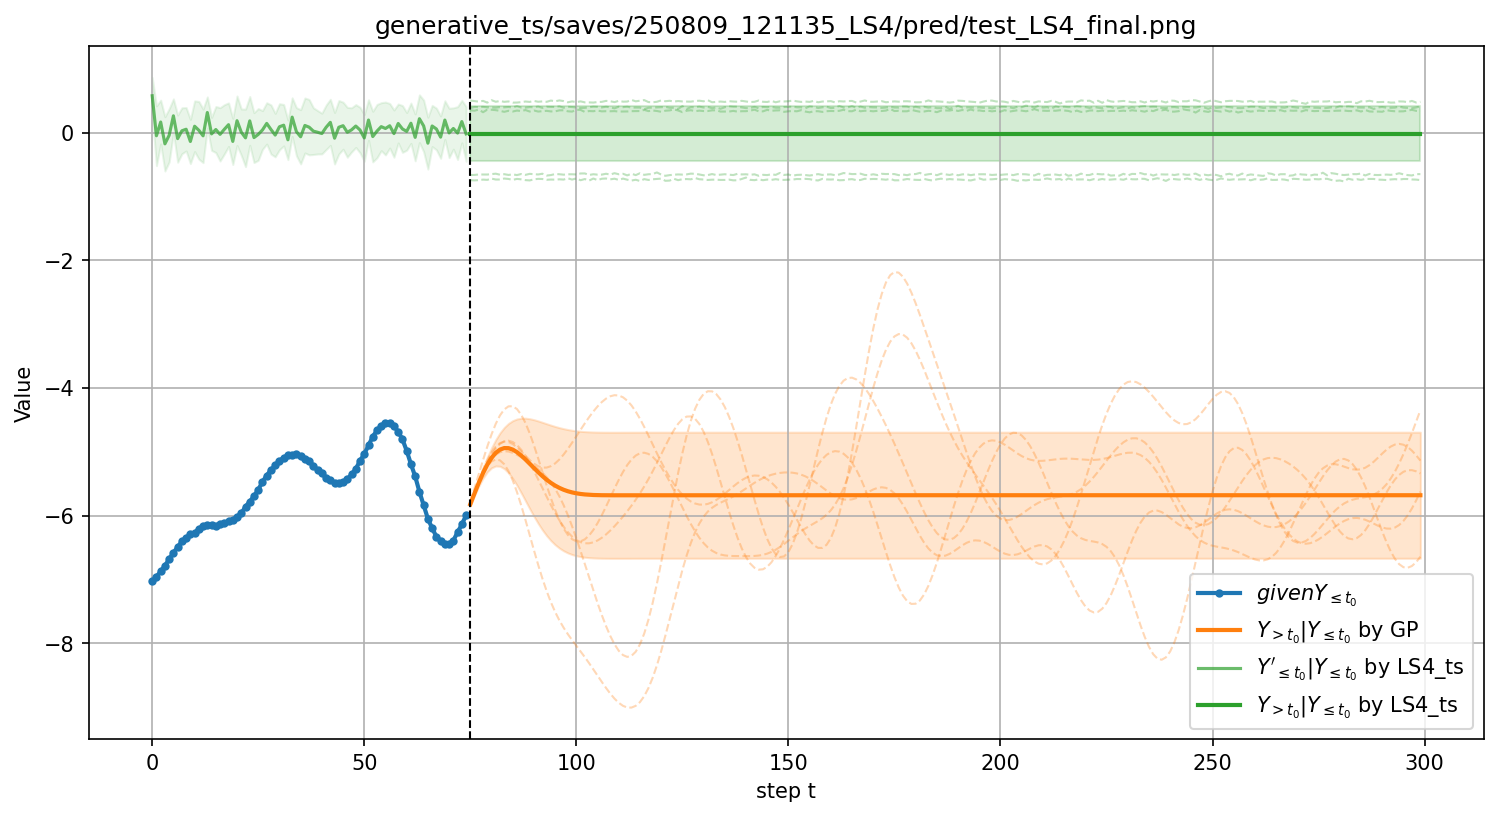 generative_ts/saves/250809_121135_LS4/pred/test_LS4_final.png
Value
0
−2
−4
−6
−8
0
50
100
150
200
250
300
step t
givenY≤t₀
Y>t₀|Y≤t₀ by GP
Y′≤t₀|Y≤t₀ by LS4_ts
Y>t₀|Y≤t₀ by LS4_ts